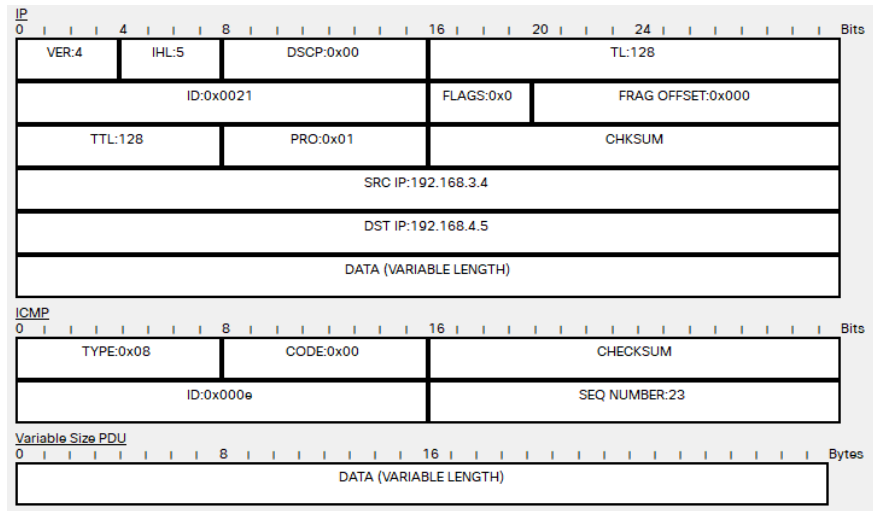 IP
0 4 8 16 20 24 Bits
VER:4 IHL:5 DSCP:0x00 TL:128
ID:0x0021 FLAGS:0x0 FRAG OFFSET:0x000
TTL:128 PRO:0x01 CHKSUM
SRC IP:192.168.3.4
DST IP:192.168.4.5
DATA (VARIABLE LENGTH)
ICMP
0 8 16 Bits
TYPE:0x08 CODE:0x00 CHECKSUM
ID:0x000e SEQ NUMBER:23
Variable Size PDU
0 8 16 Bytes
DATA (VARIABLE LENGTH)